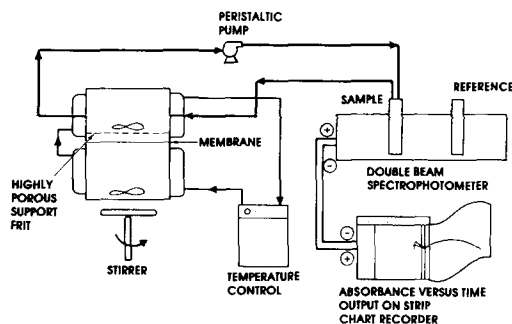 PERISTALTIC
PUMP
SAMPLE
REFERENCE
+
−
MEMBRANE
HIGHLY
POROUS
SUPPORT
FRIT
DOUBLE BEAM
SPECTROPHOTOMETER
STIRRER
TEMPERATURE
CONTROL
−
+
ABSORBANCE VERSUS TIME
OUTPUT ON STRIP
CHART RECORDER